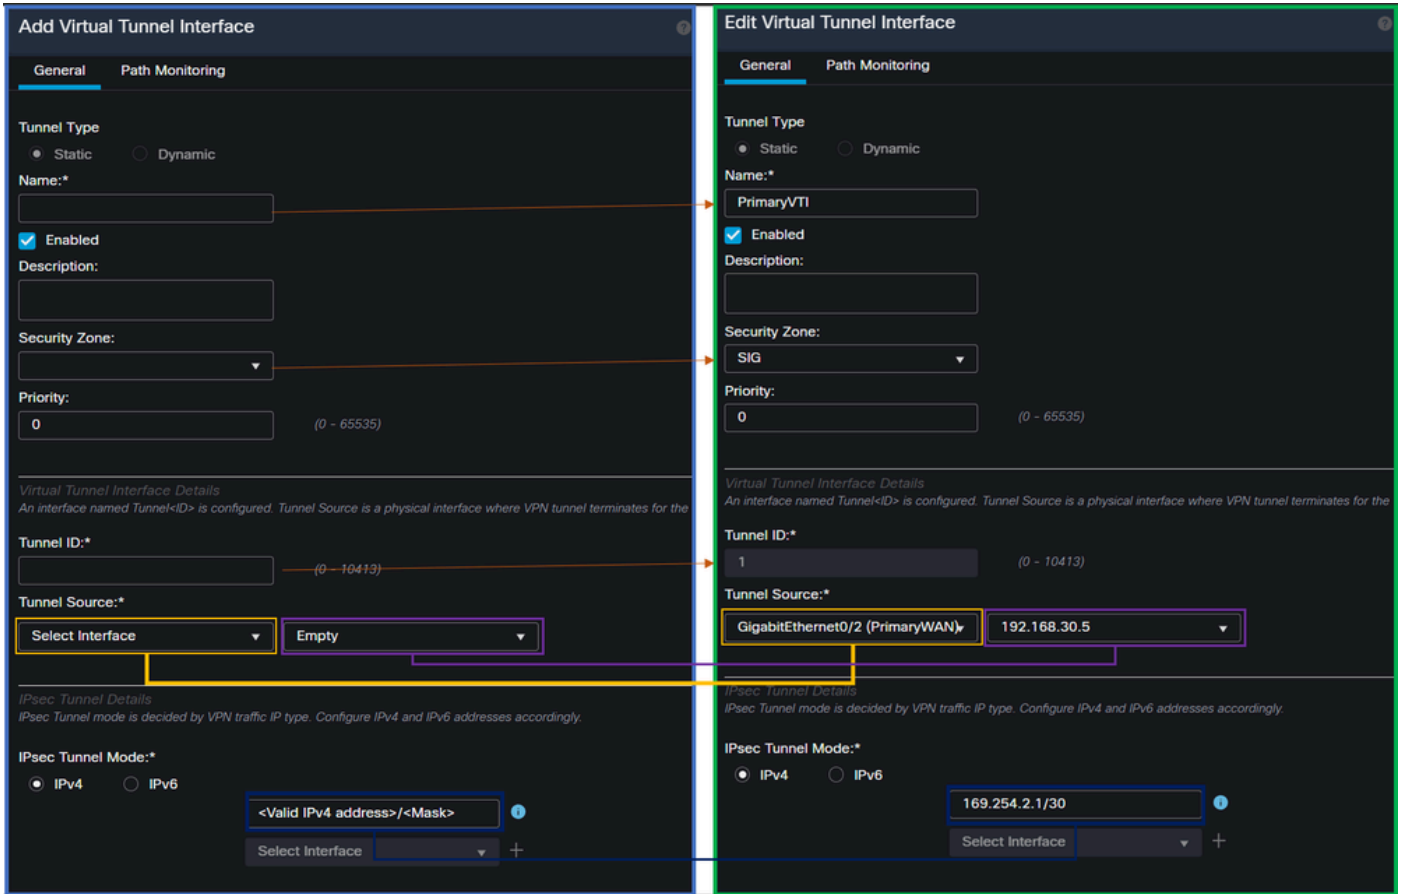 Add Virtual Tunnel Interface
?
General Path Monitoring
Tunnel Type
Static Dynamic
Name:*
Enabled
Description:
Security Zone:
Priority:
0 (0 - 65535)
Virtual Tunnel Interface Details
An interface named Tunnel<ID> is configured. Tunnel Source is a physical interface where VPN tunnel terminates for the
Tunnel ID:*
(0 - 10413)
Tunnel Source:*
Select Interface Empty
IPsec Tunnel Details
IPsec Tunnel mode is decided by VPN traffic IP type. Configure IPv4 and IPv6 addresses accordingly.
IPsec Tunnel Mode:*
IPv4 IPv6
<Valid IPv4 address>/<Mask> i
Select Interface +
Edit Virtual Tunnel Interface
?
General Path Monitoring
Tunnel Type
Static Dynamic
Name:*
PrimaryVTI
Enabled
Description:
Security Zone:
SIG
Priority:
0 (0 - 65535)
Virtual Tunnel Interface Details
An interface named Tunnel<ID> is configured. Tunnel Source is a physical interface where VPN tunnel terminates for the
Tunnel ID:*
1 (0 - 10413)
Tunnel Source:*
GigabitEthernet0/2 (PrimaryWAN) 192.168.30.5
IPsec Tunnel Details
IPsec Tunnel mode is decided by VPN traffic IP type. Configure IPv4 and IPv6 addresses accordingly.
IPsec Tunnel Mode:*
IPv4 IPv6
169.254.2.1/30 i
Select Interface +